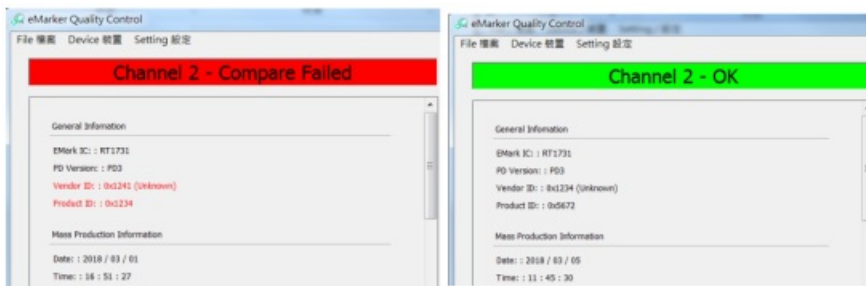 eMarker Quality Control
File 檔案 Device 裝置 Setting 設定
Channel 2 - Compare Failed
General Infomation
EMark IC: : RT1731
PD Version: : PD3
Vendor ID: : 0x1241 (Unknown)
Product ID: : 0x1234
Mass Production Information
Date: : 2018 / 03 / 01
Time: : 16 : 51 : 27
eMarker Quality Control
File 檔案 Device 裝置 Setting 設定
Channel 2 - OK
General Infomation
EMark IC: : RT1731
PD Version: : PD3
Vendor ID: : 0x1234 (Unknown)
Product ID: : 0x5672
Mass Production Information
Date: : 2018 / 03 / 05
Time: : 11 : 45 : 30